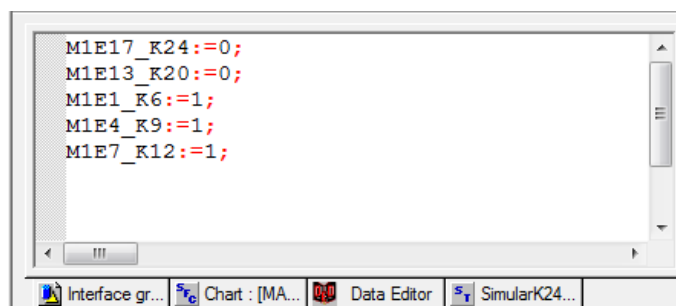 M1E17_K24:=0;
M1E13_K20:=0;
M1E1_K6:=1;
M1E4_K9:=1;
M1E7_K12:=1;
Interface gr... Chart : [MA... Data Editor SimularK24...